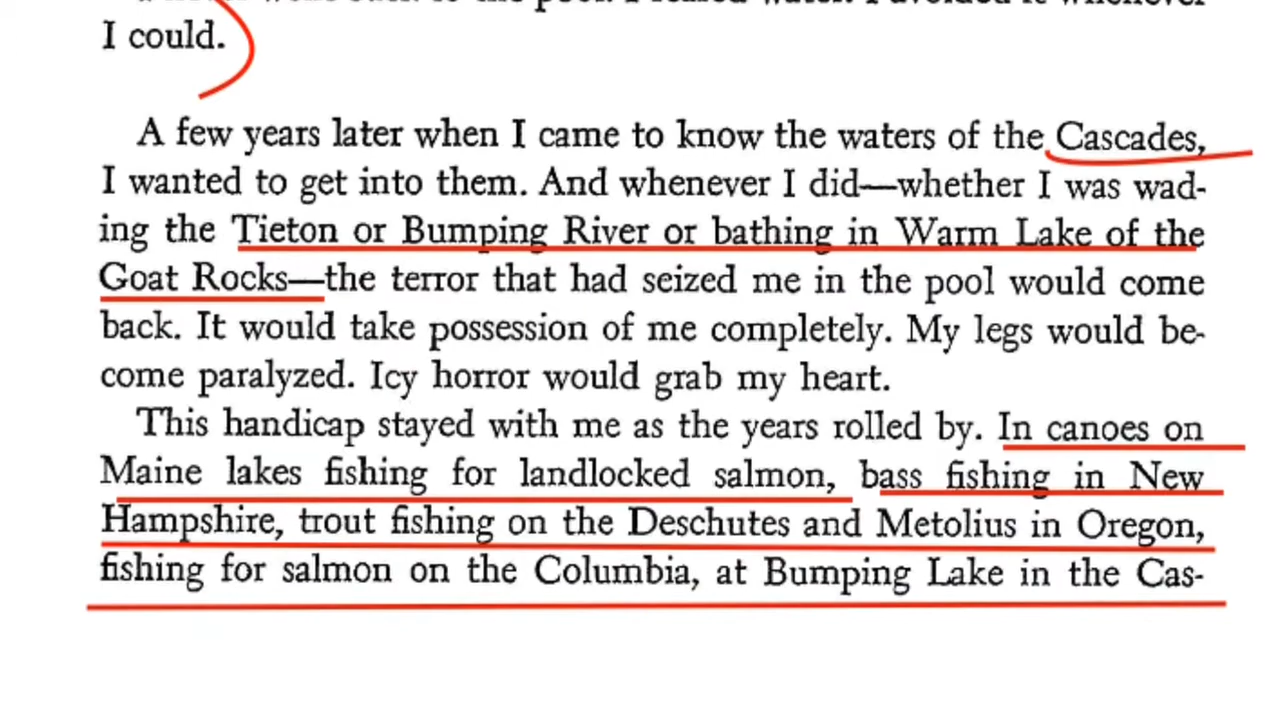 I could.
A few years later when I came to know the waters of the Cascades,
I wanted to get into them. And whenever I did—whether I was wad-
ing the Tieton or Bumping River or bathing in Warm Lake of the
Goat Rocks—the terror that had seized me in the pool would come
back. It would take possession of me completely. My legs would be-
come paralyzed. Icy horror would grab my heart.
This handicap stayed with me as the years rolled by. In canoes on
Maine lakes fishing for landlocked salmon, bass fishing in New
Hampshire, trout fishing on the Deschutes and Metolius in Oregon,
fishing for salmon on the Columbia, at Bumping Lake in the Cas-